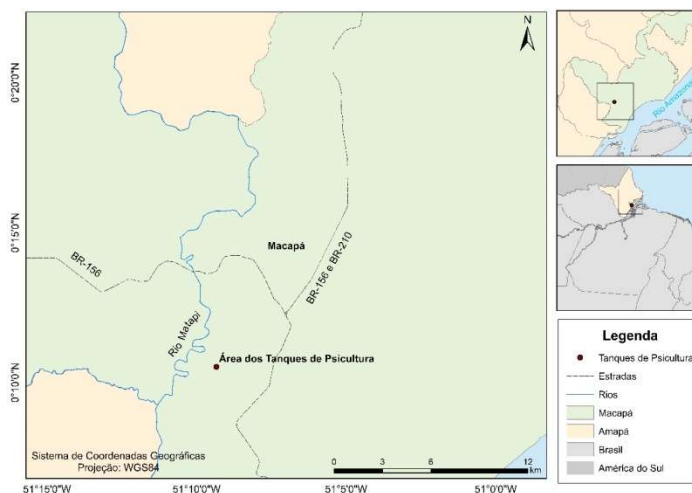 N
0°20'0"N
0°15'0"N
0°10'0"N
Macapá
BR-156
BR-156 e BR-210
Rio Matapi
Área dos Tanques de Psicultura
Sistema de Coordenadas Geográficas
Projeção: WGS84
0 3 6 12
km
51°15'0"W 51°10'0"W 51°5'0"W 51°0'0"W
Rio Amazonas
Legenda
Tanques de Psicultura
Estradas
Rios
Macapá
Amapá
Brasil
América do Sul